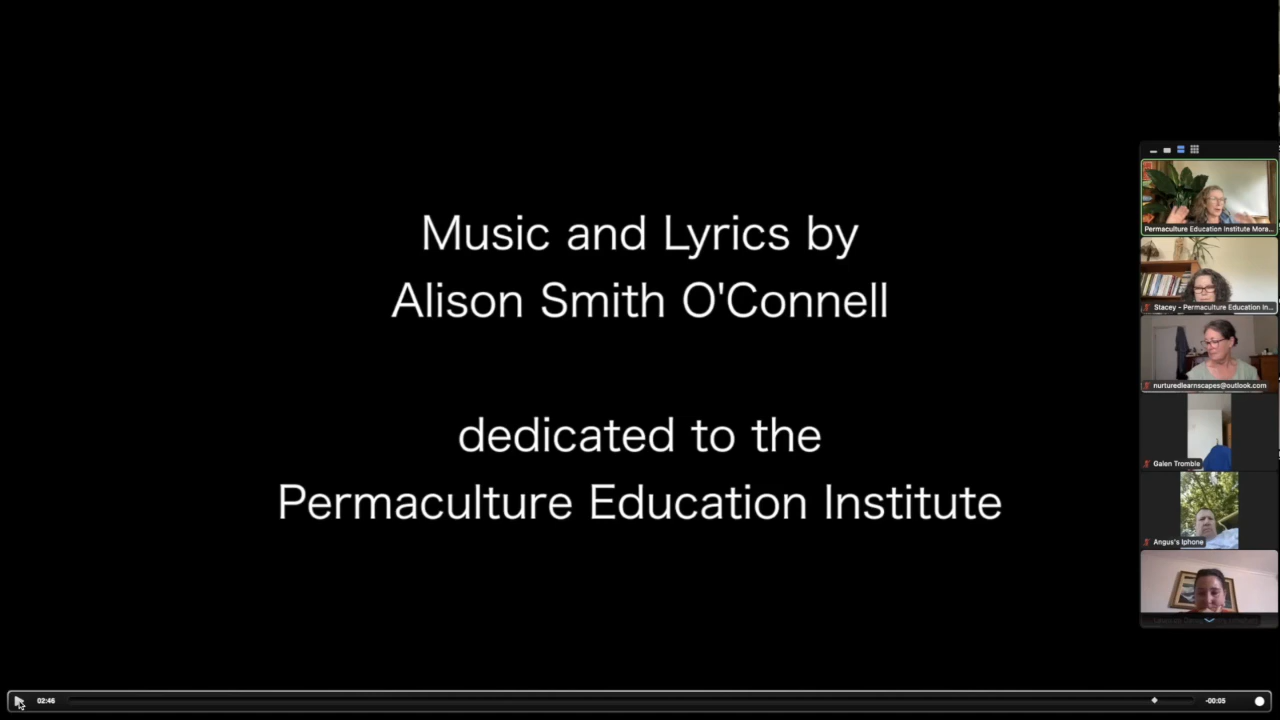 Music and Lyrics by
Alison Smith O'Connell
dedicated to the
Permaculture Education Institute
Permaculture Education Institute Mora...
Stacey - Permaculture Education In...
nurturedlearnscapes@outlook.com
Galen Tromble
Angus's Iphone
02:46
-00:05